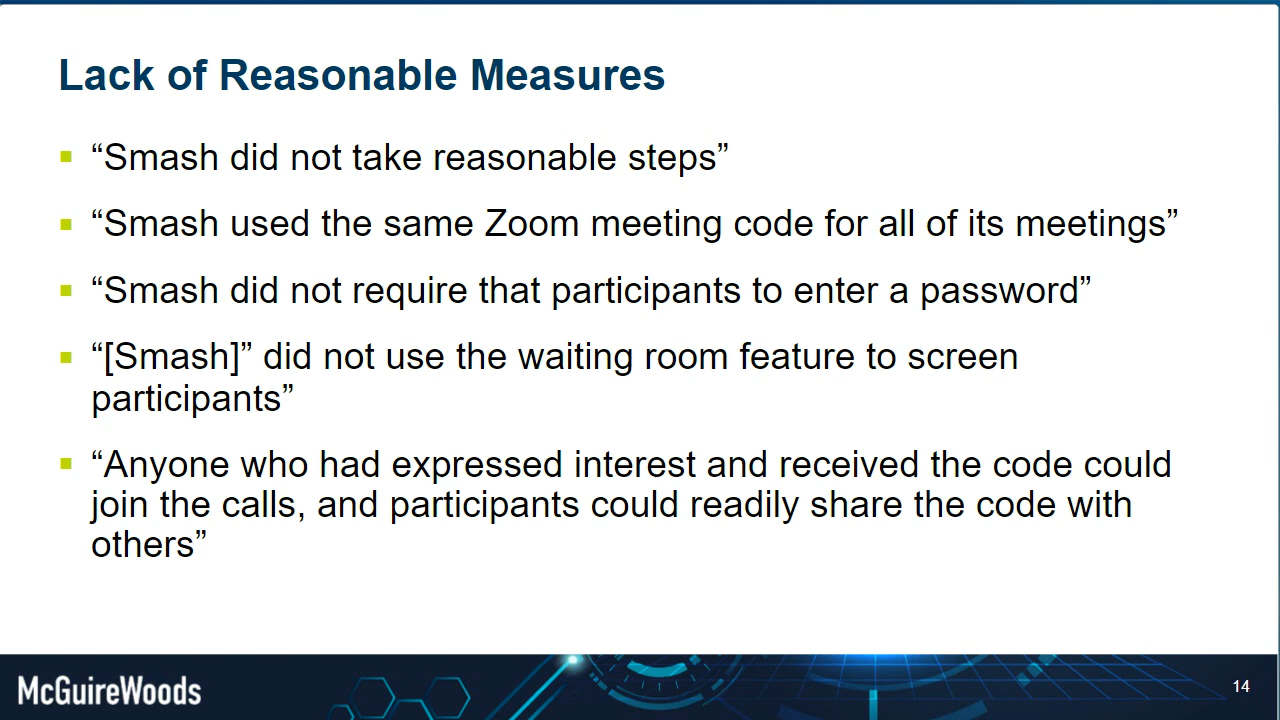 Lack of Reasonable Measures
“Smash did not take reasonable steps”
“Smash used the same Zoom meeting code for all of its meetings”
“Smash did not require that participants to enter a password”
“[Smash]” did not use the waiting room feature to screen
participants”
“Anyone who had expressed interest and received the code could
join the calls, and participants could readily share the code with
others”
McGuireWoods
14